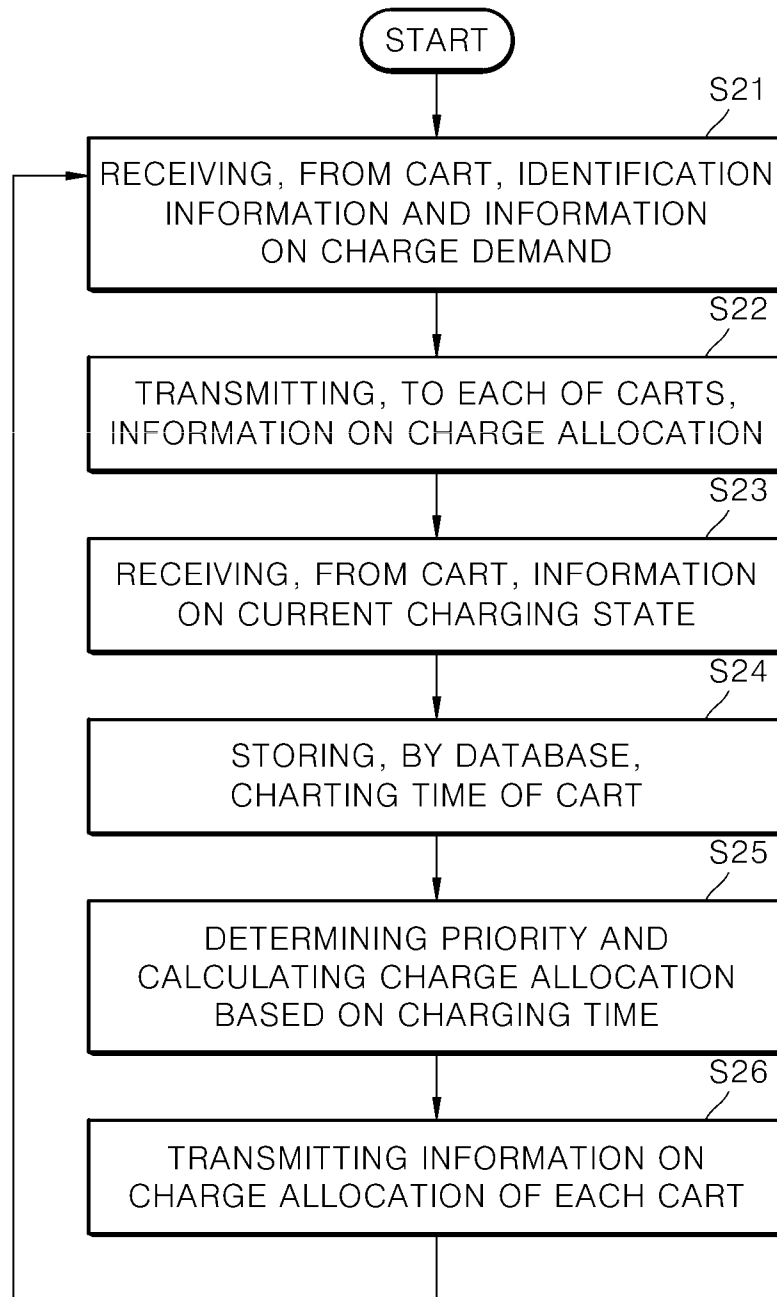 START
S21
RECEIVING, FROM CART, IDENTIFICATION
INFORMATION AND INFORMATION
ON CHARGE DEMAND
S22
TRANSMITTING, TO EACH OF CARTS,
INFORMATION ON CHARGE ALLOCATION
S23
RECEIVING, FROM CART, INFORMATION
ON CURRENT CHARGING STATE
S24
STORING, BY DATABASE,
CHARTING TIME OF CART
S25
DETERMINING PRIORITY AND
CALCULATING CHARGE ALLOCATION
BASED ON CHARGING TIME
S26
TRANSMITTING INFORMATION ON
CHARGE ALLOCATION OF EACH CART